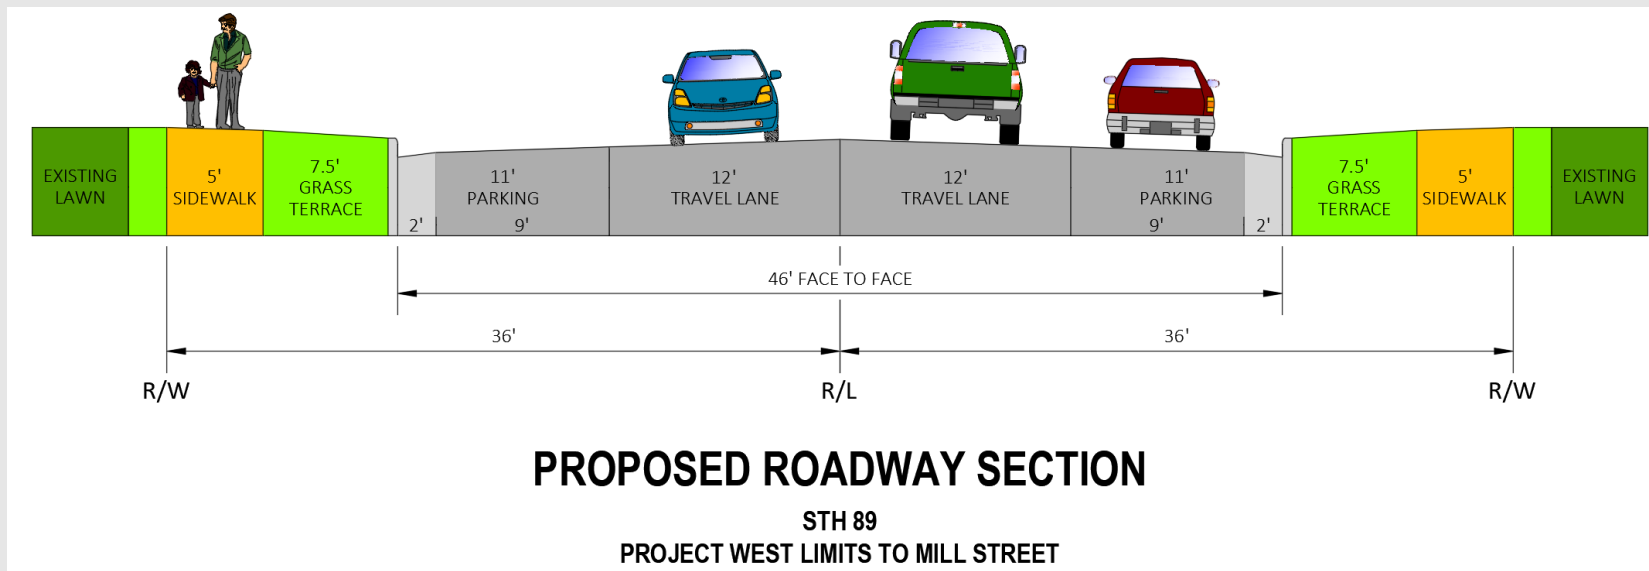 EXISTING
LAWN
5'
SIDEWALK
7.5'
GRASS
TERRACE
2'
11'
PARKING
9'
12'
TRAVEL LANE
12'
TRAVEL LANE
11'
PARKING
9'
2'
7.5'
GRASS
TERRACE
5'
SIDEWALK
EXISTING
LAWN
46' FACE TO FACE
36'
36'
R/W
R/L
R/W
PROPOSED ROADWAY SECTION
STH 89
PROJECT WEST LIMITS TO MILL STREET